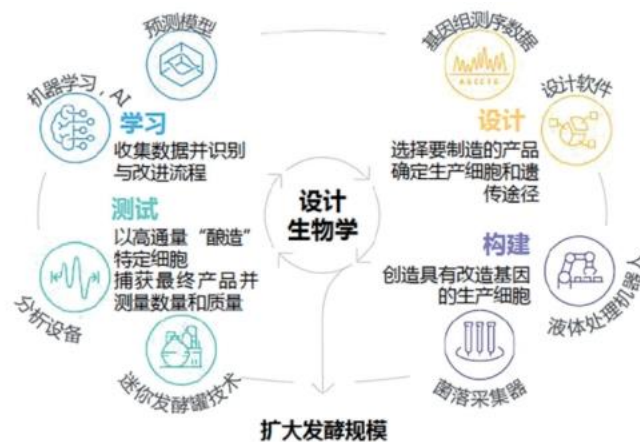 预测模型
机器学习，AI
学习
收集数据并识别
与改进流程
基因组测序数据
AGCCTG
设计软件
设计
选择要制造的产品
确定生产细胞和遗
传途径
设计
生物学
测试
以高通量“酿造”
特定细胞
捕获最终产品并
测量数量和质量
分析设备
迷你发酵罐技术
构建
创造具有改造基因
的生产细胞
液体处理机器人
菌落采集器
扩大发酵规模